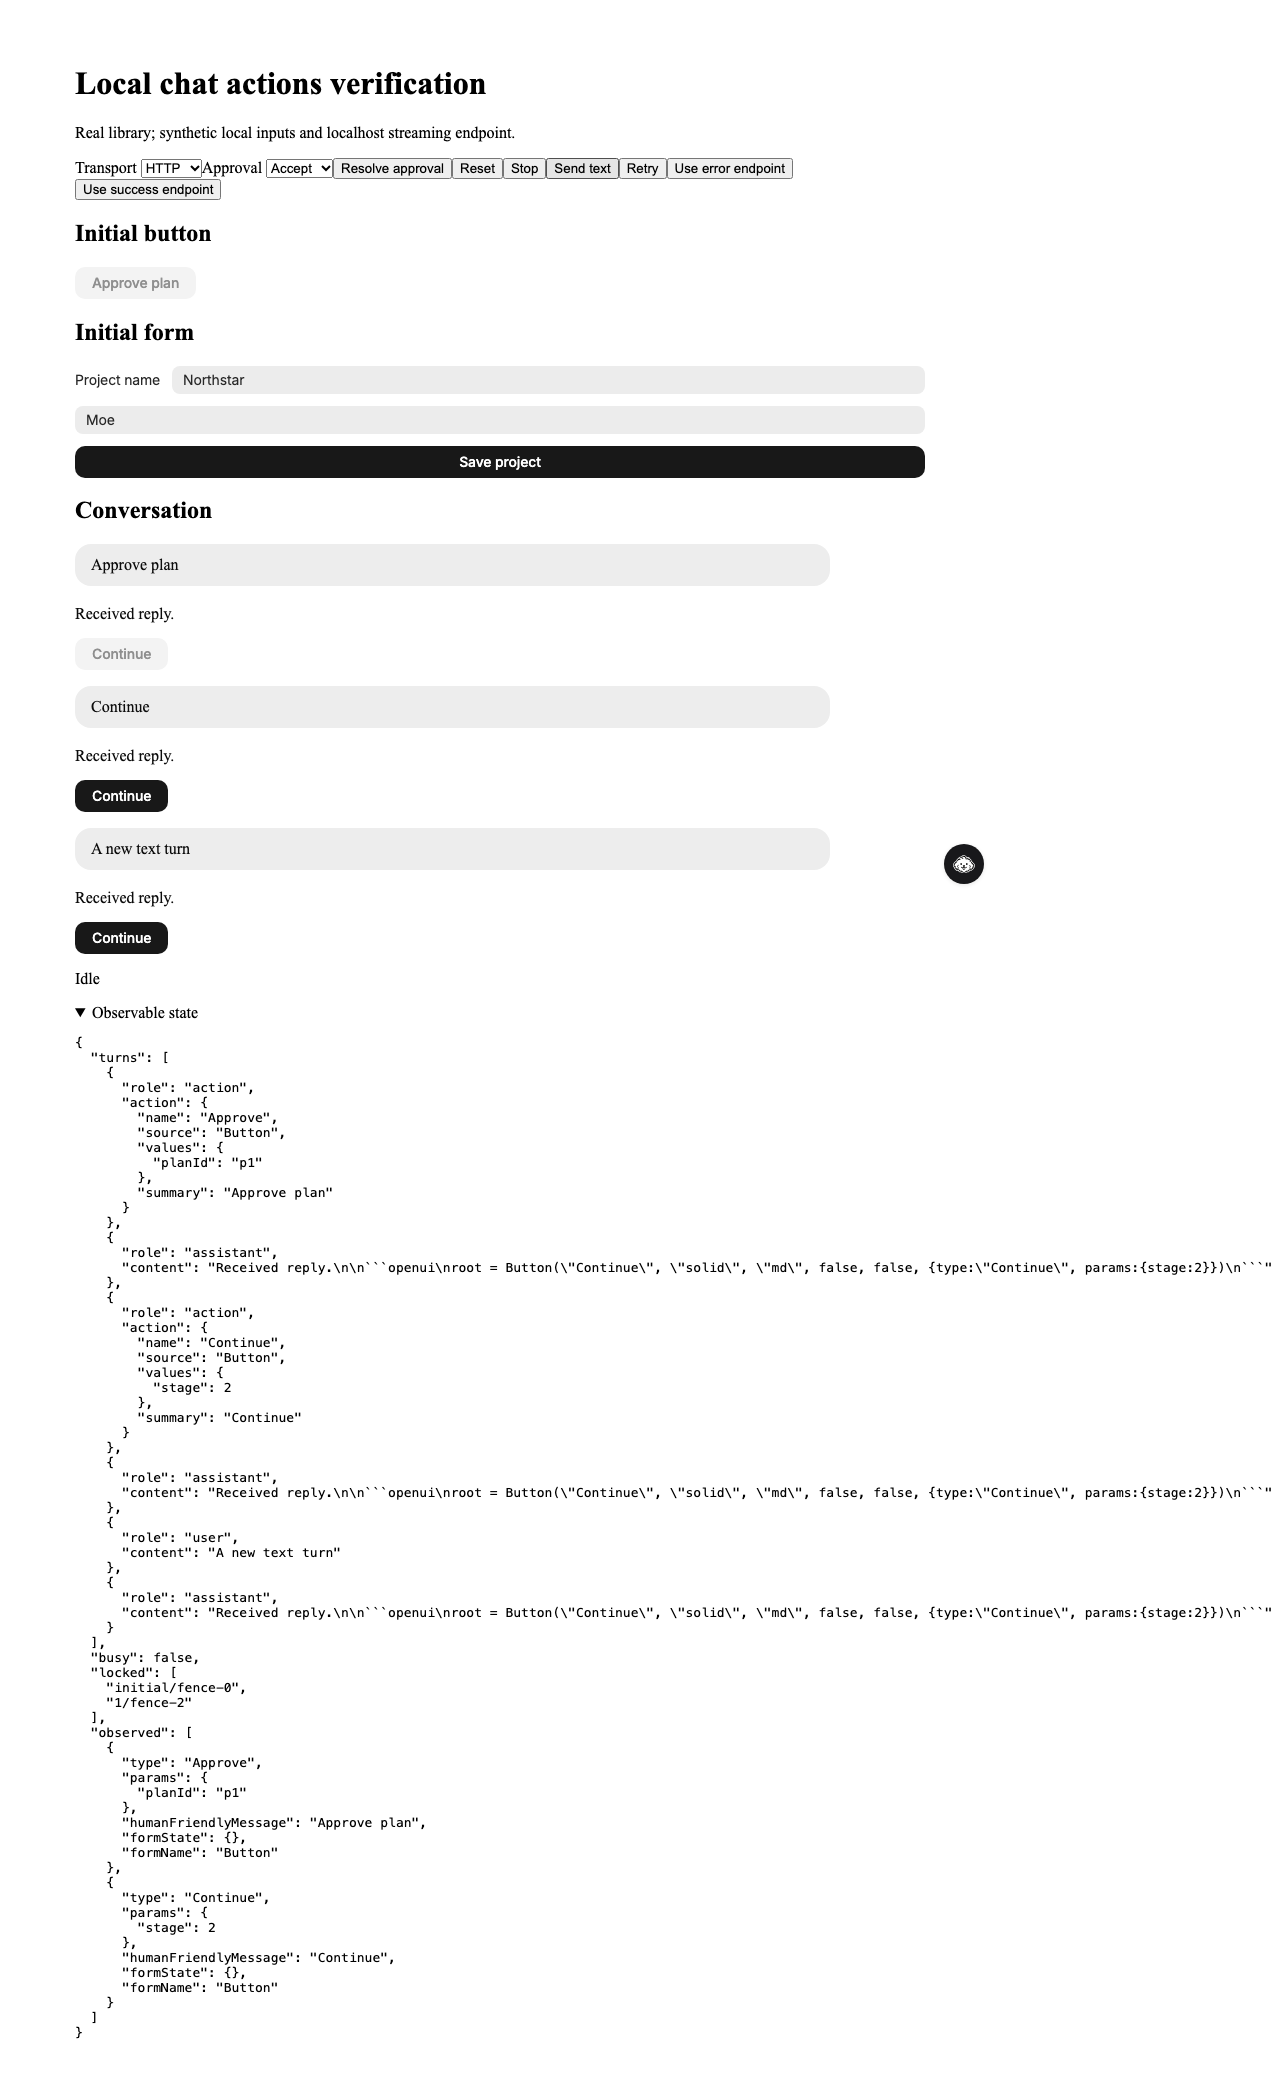 Local chat actions verification
Real library; synthetic local inputs and localhost streaming endpoint.
Transport HTTP Approval Accept Resolve approval Reset Stop Send text Retry Use error endpoint
Use success endpoint
Initial button
Approve plan
Initial form
Project name Northstar
Moe
Save project
Conversation
Approve plan
Received reply.
Continue
Continue
Received reply.
Continue
A new text turn
Received reply.
Continue
Idle
▼ Observable state
{
  "turns": [
    {
      "role": "action",
      "action": {
        "name": "Approve",
        "source": "Button",
        "values": {
          "planId": "p1"
        },
        "summary": "Approve plan"
      }
    },
    {
      "role": "assistant",
      "content": "Received reply.\n\n```openui\nroot = Button(\"Continue\", \"solid\", \"md\", false, false, {type:\"Continue\", params:{stage:2}})\n```"
    },
    {
      "role": "action",
      "action": {
        "name": "Continue",
        "source": "Button",
        "values": {
          "stage": 2
        },
        "summary": "Continue"
      }
    },
    {
      "role": "assistant",
      "content": "Received reply.\n\n```openui\nroot = Button(\"Continue\", \"solid\", \"md\", false, false, {type:\"Continue\", params:{stage:2}})\n```"
    },
    {
      "role": "user",
      "content": "A new text turn"
    },
    {
      "role": "assistant",
      "content": "Received reply.\n\n```openui\nroot = Button(\"Continue\", \"solid\", \"md\", false, false, {type:\"Continue\", params:{stage:2}})\n```"
    }
  ],
  "busy": false,
  "locked": [
    "initial/fence-0",
    "1/fence-2"
  ],
  "observed": [
    {
      "type": "Approve",
      "params": {
        "planId": "p1"
      },
      "humanFriendlyMessage": "Approve plan",
      "formState": {},
      "formName": "Button"
    },
    {
      "type": "Continue",
      "params": {
        "stage": 2
      },
      "humanFriendlyMessage": "Continue",
      "formState": {},
      "formName": "Button"
    }
  ]
}